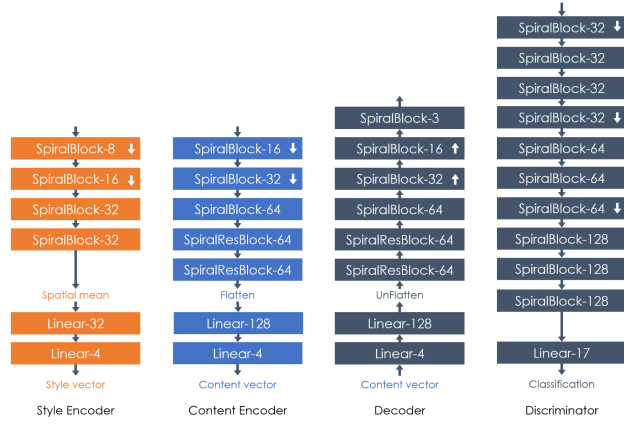 SpiralBlock-8
SpiralBlock-16
SpiralBlock-32
SpiralBlock-32
Spatial mean
Linear-32
Linear-4
Style vector
Style Encoder
SpiralBlock-16
SpiralBlock-32
SpiralBlock-64
SpiralResBlock-64
SpiralResBlock-64
Flatten
Linear-128
Linear-4
Content vector
Content Encoder
SpiralBlock-3
SpiralBlock-16
SpiralBlock-32
SpiralBlock-64
SpiralResBlock-64
SpiralResBlock-64
UnFlatten
Linear-128
Linear-4
Content vector
Decoder
SpiralBlock-32
SpiralBlock-32
SpiralBlock-32
SpiralBlock-32
SpiralBlock-64
SpiralBlock-64
SpiralBlock-64
SpiralBlock-128
SpiralBlock-128
SpiralBlock-128
Linear-17
Classification
Discriminator